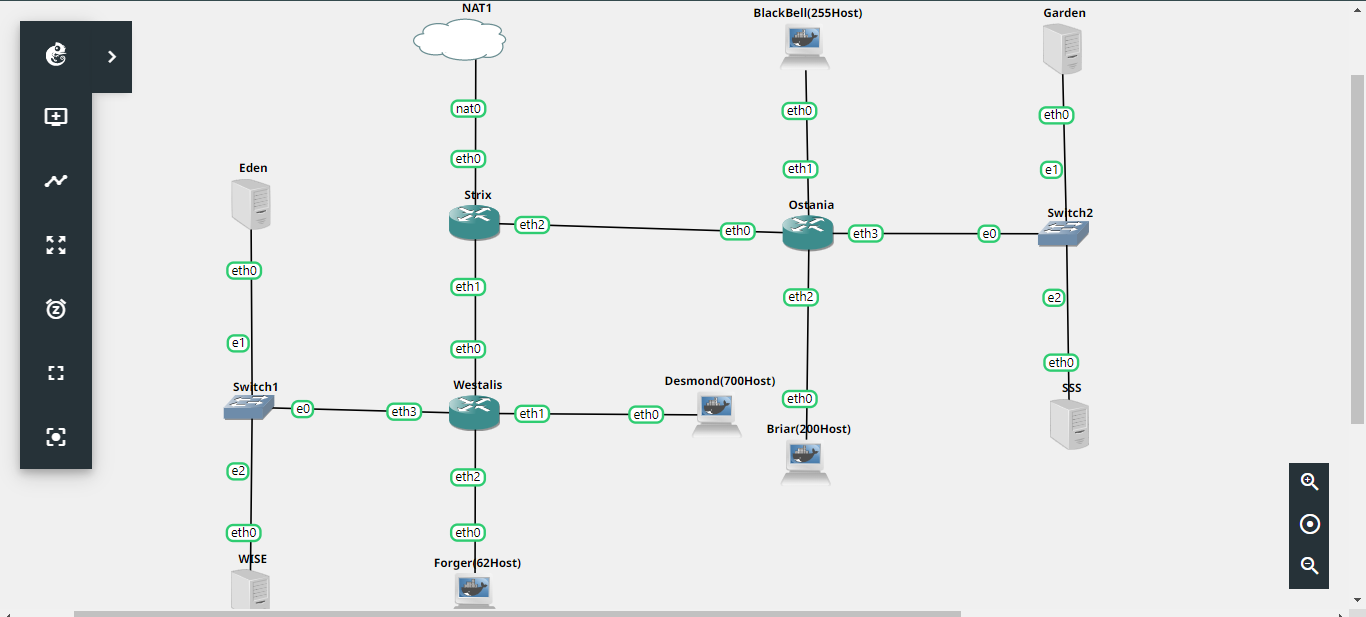 NAT1
BlackBell(255Host)
Garden
nat0
eth0
eth0
eth0
eth1
e1
Eden
Strix
Ostania
Switch2
eth2
eth0
eth3
e0
eth0
eth1
eth2
e2
e1
eth0
eth0
Switch1
Westalis
Desmond(700Host)
SSS
e0
eth3
eth1
eth0
eth0
Briar(200Host)
e2
eth2
eth0
eth0
WISE
Forger(62Host)